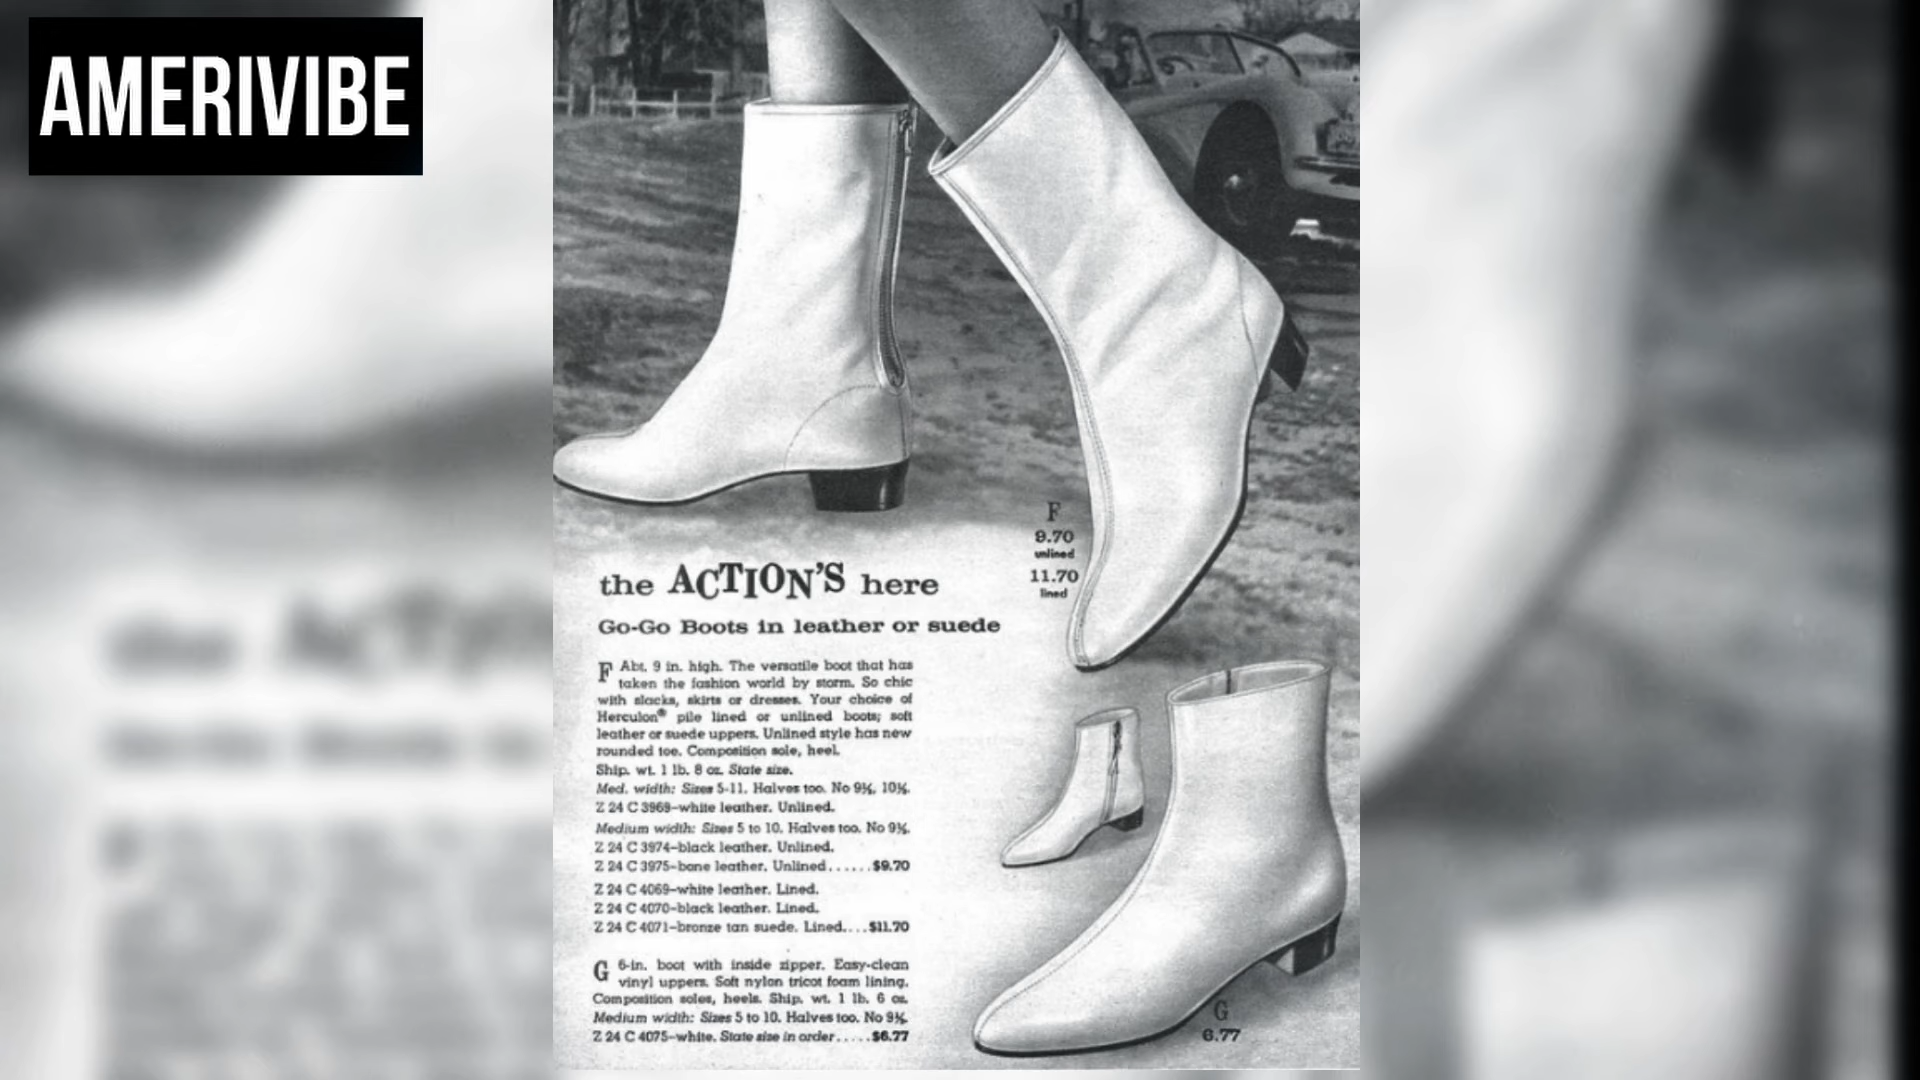 AMERIVIBE
F
9.70
unlined
11.70
lined
the ACTION'S here
Go-Go Boots in leather or suede
F Abt. 9 in. high. The versatile boot that has
taken the fashion world by storm. So chic
with slacks, skirts or dresses. Your choice of
Herculon® pile lined or unlined boots; soft
leather or suede uppers. Unlined style has new
rounded toe. Composition sole, heel.
Ship. wt. 1 lb. 8 oz. State size.
Med. width: Sizes 5-11. Halves too. No 9½, 10½.
Z 24 C 3969–white leather. Unlined.
Medium width: Sizes 5 to 10. Halves too. No 9½.
Z 24 C 3974–black leather. Unlined.
Z 24 C 3975–bone leather. Unlined......$9.70
Z 24 C 4069–white leather. Lined.
Z 24 C 4070–black leather. Lined.
Z 24 C 4071–bronze tan suede. Lined....$11.70
G 6-in. boot with inside zipper. Easy-clean
vinyl uppers. Soft nylon tricot foam lining.
Composition soles, heels. Ship. wt. 1 lb. 6 oz.
Medium width: Sizes 5 to 10. Halves too. No 9½.
Z 24 C 4075–white. State size in order.....$6.77
G
6.77